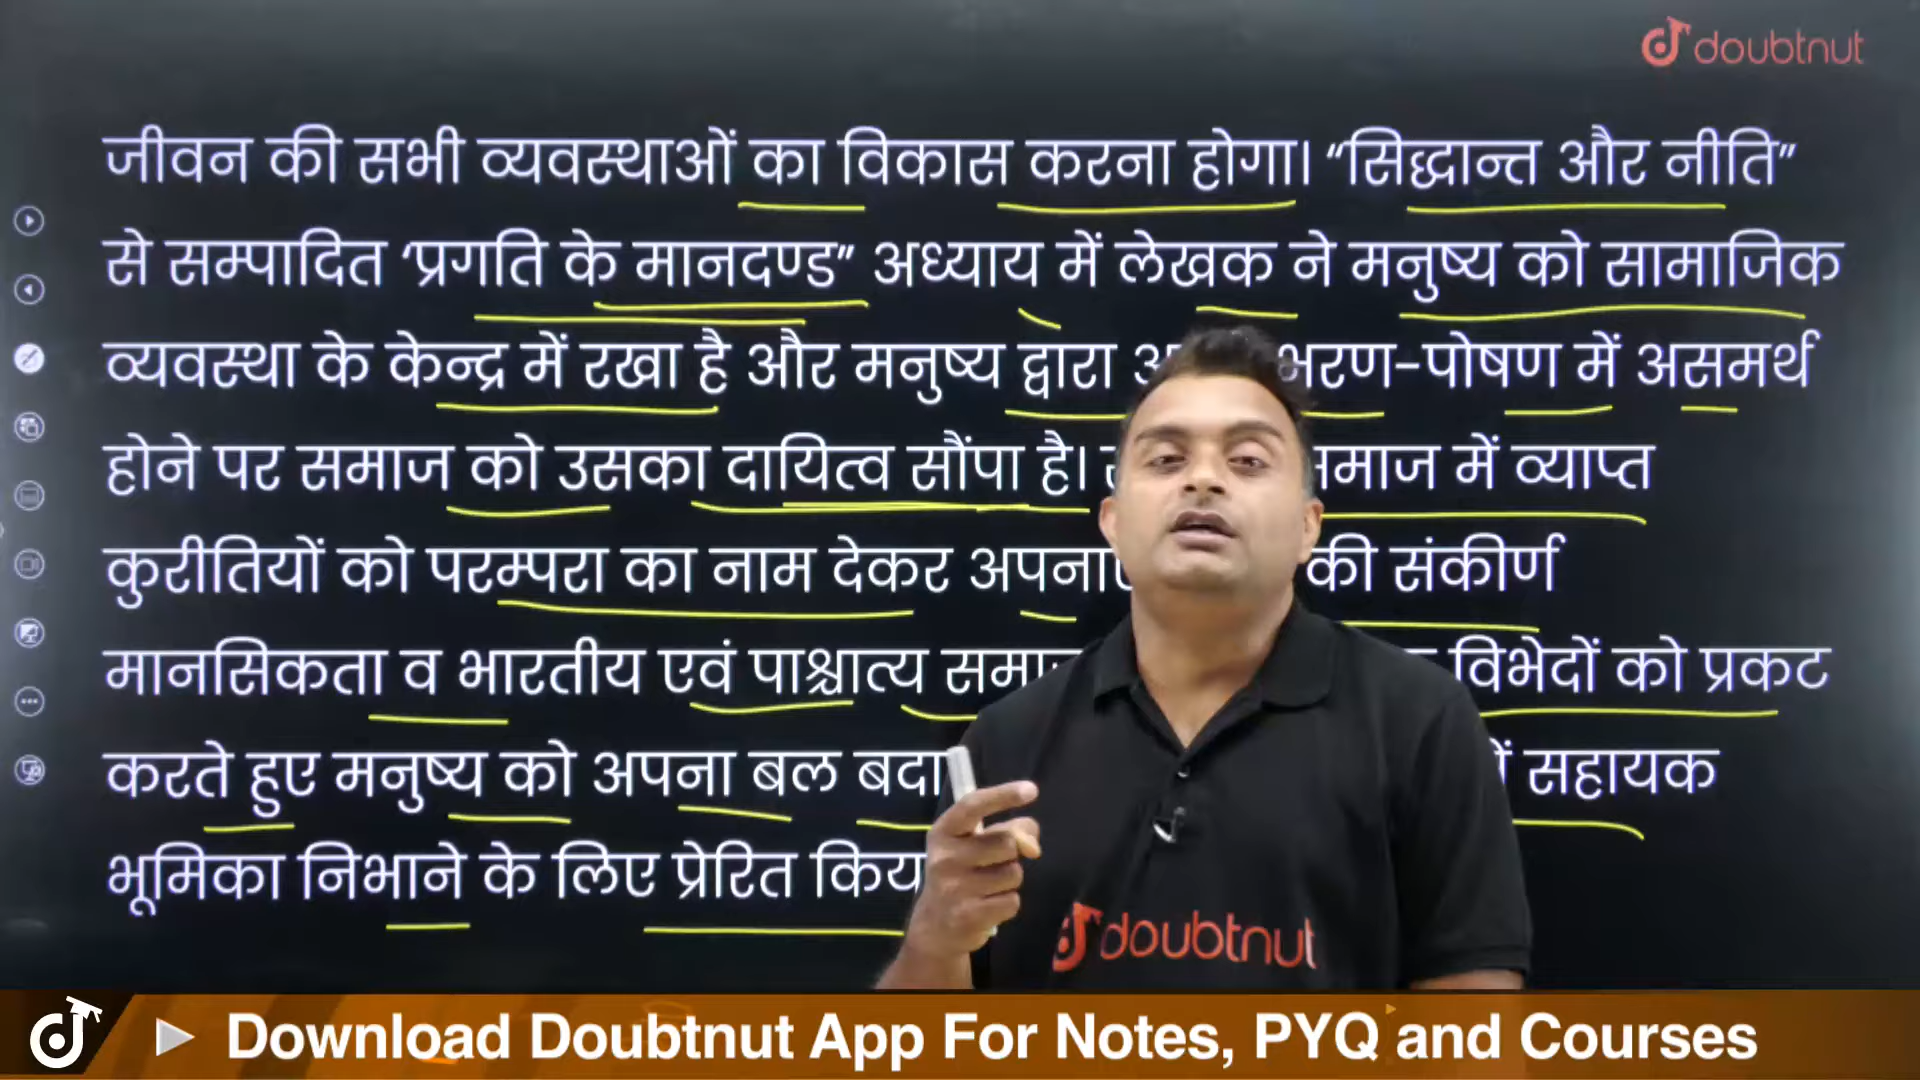 doubtnut
जीवन की सभी व्यवस्थाओं का विकास करना होगा। “सिद्धान्त और नीति”
से सम्पादित ‘प्रगति के मानदण्ड” अध्याय में लेखक ने मनुष्य को सामाजिक
व्यवस्था के केन्द्र में रखा है और मनुष्य द्वारा भरण-पोषण में असमर्थ
होने पर समाज को उसका दायित्व सौंपा है। समाज में व्याप्त
कुरीतियों को परम्परा का नाम देकर की संकीर्ण
मानसिकता व भारतीय एवं पाश्चात्य विभेदों को प्रकट
करते हुए मनुष्य को अपना बल सहायक
भूमिका निभाने के लिए प्रेरित
doubtnut
Download Doubtnut App For Notes, PYQ and Courses